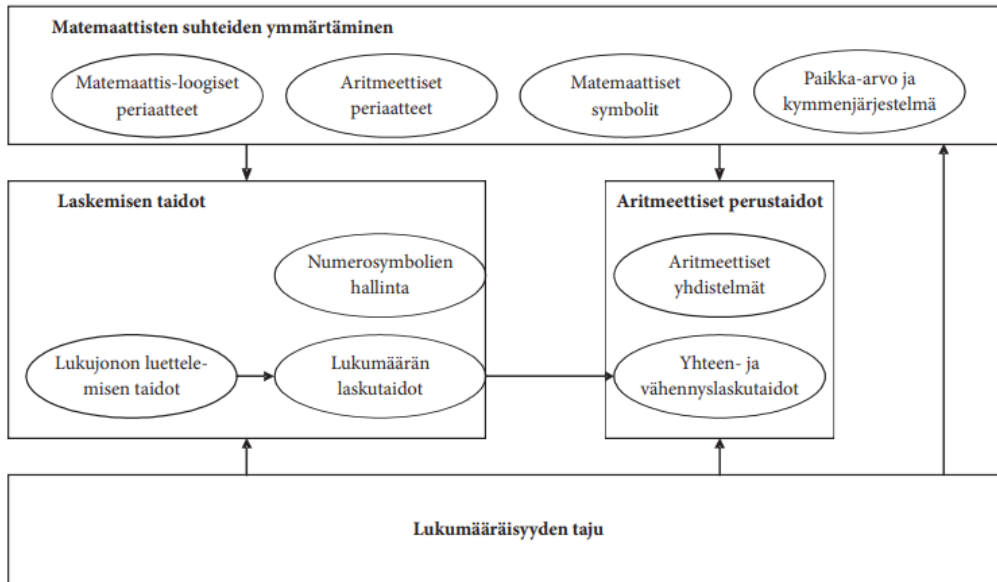 Matemaattisten suhteiden ymmärtäminen
Matemaattis-loogiset
periaatteet
Aritmeettiset
periaatteet
Matemaattiset
symbolit
Paikka-arvo ja
kymmenjärjestelmä
Laskemisen taidot
Numerosymbolien
hallinta
Lukujonon luettele-
misen taidot
Lukumäärän
laskutaidot
Aritmeettiset perustaidot
Aritmeettiset
yhdistelmät
Yhteen- ja
vähennyslaskutaidot
Lukumääräisyyden taju